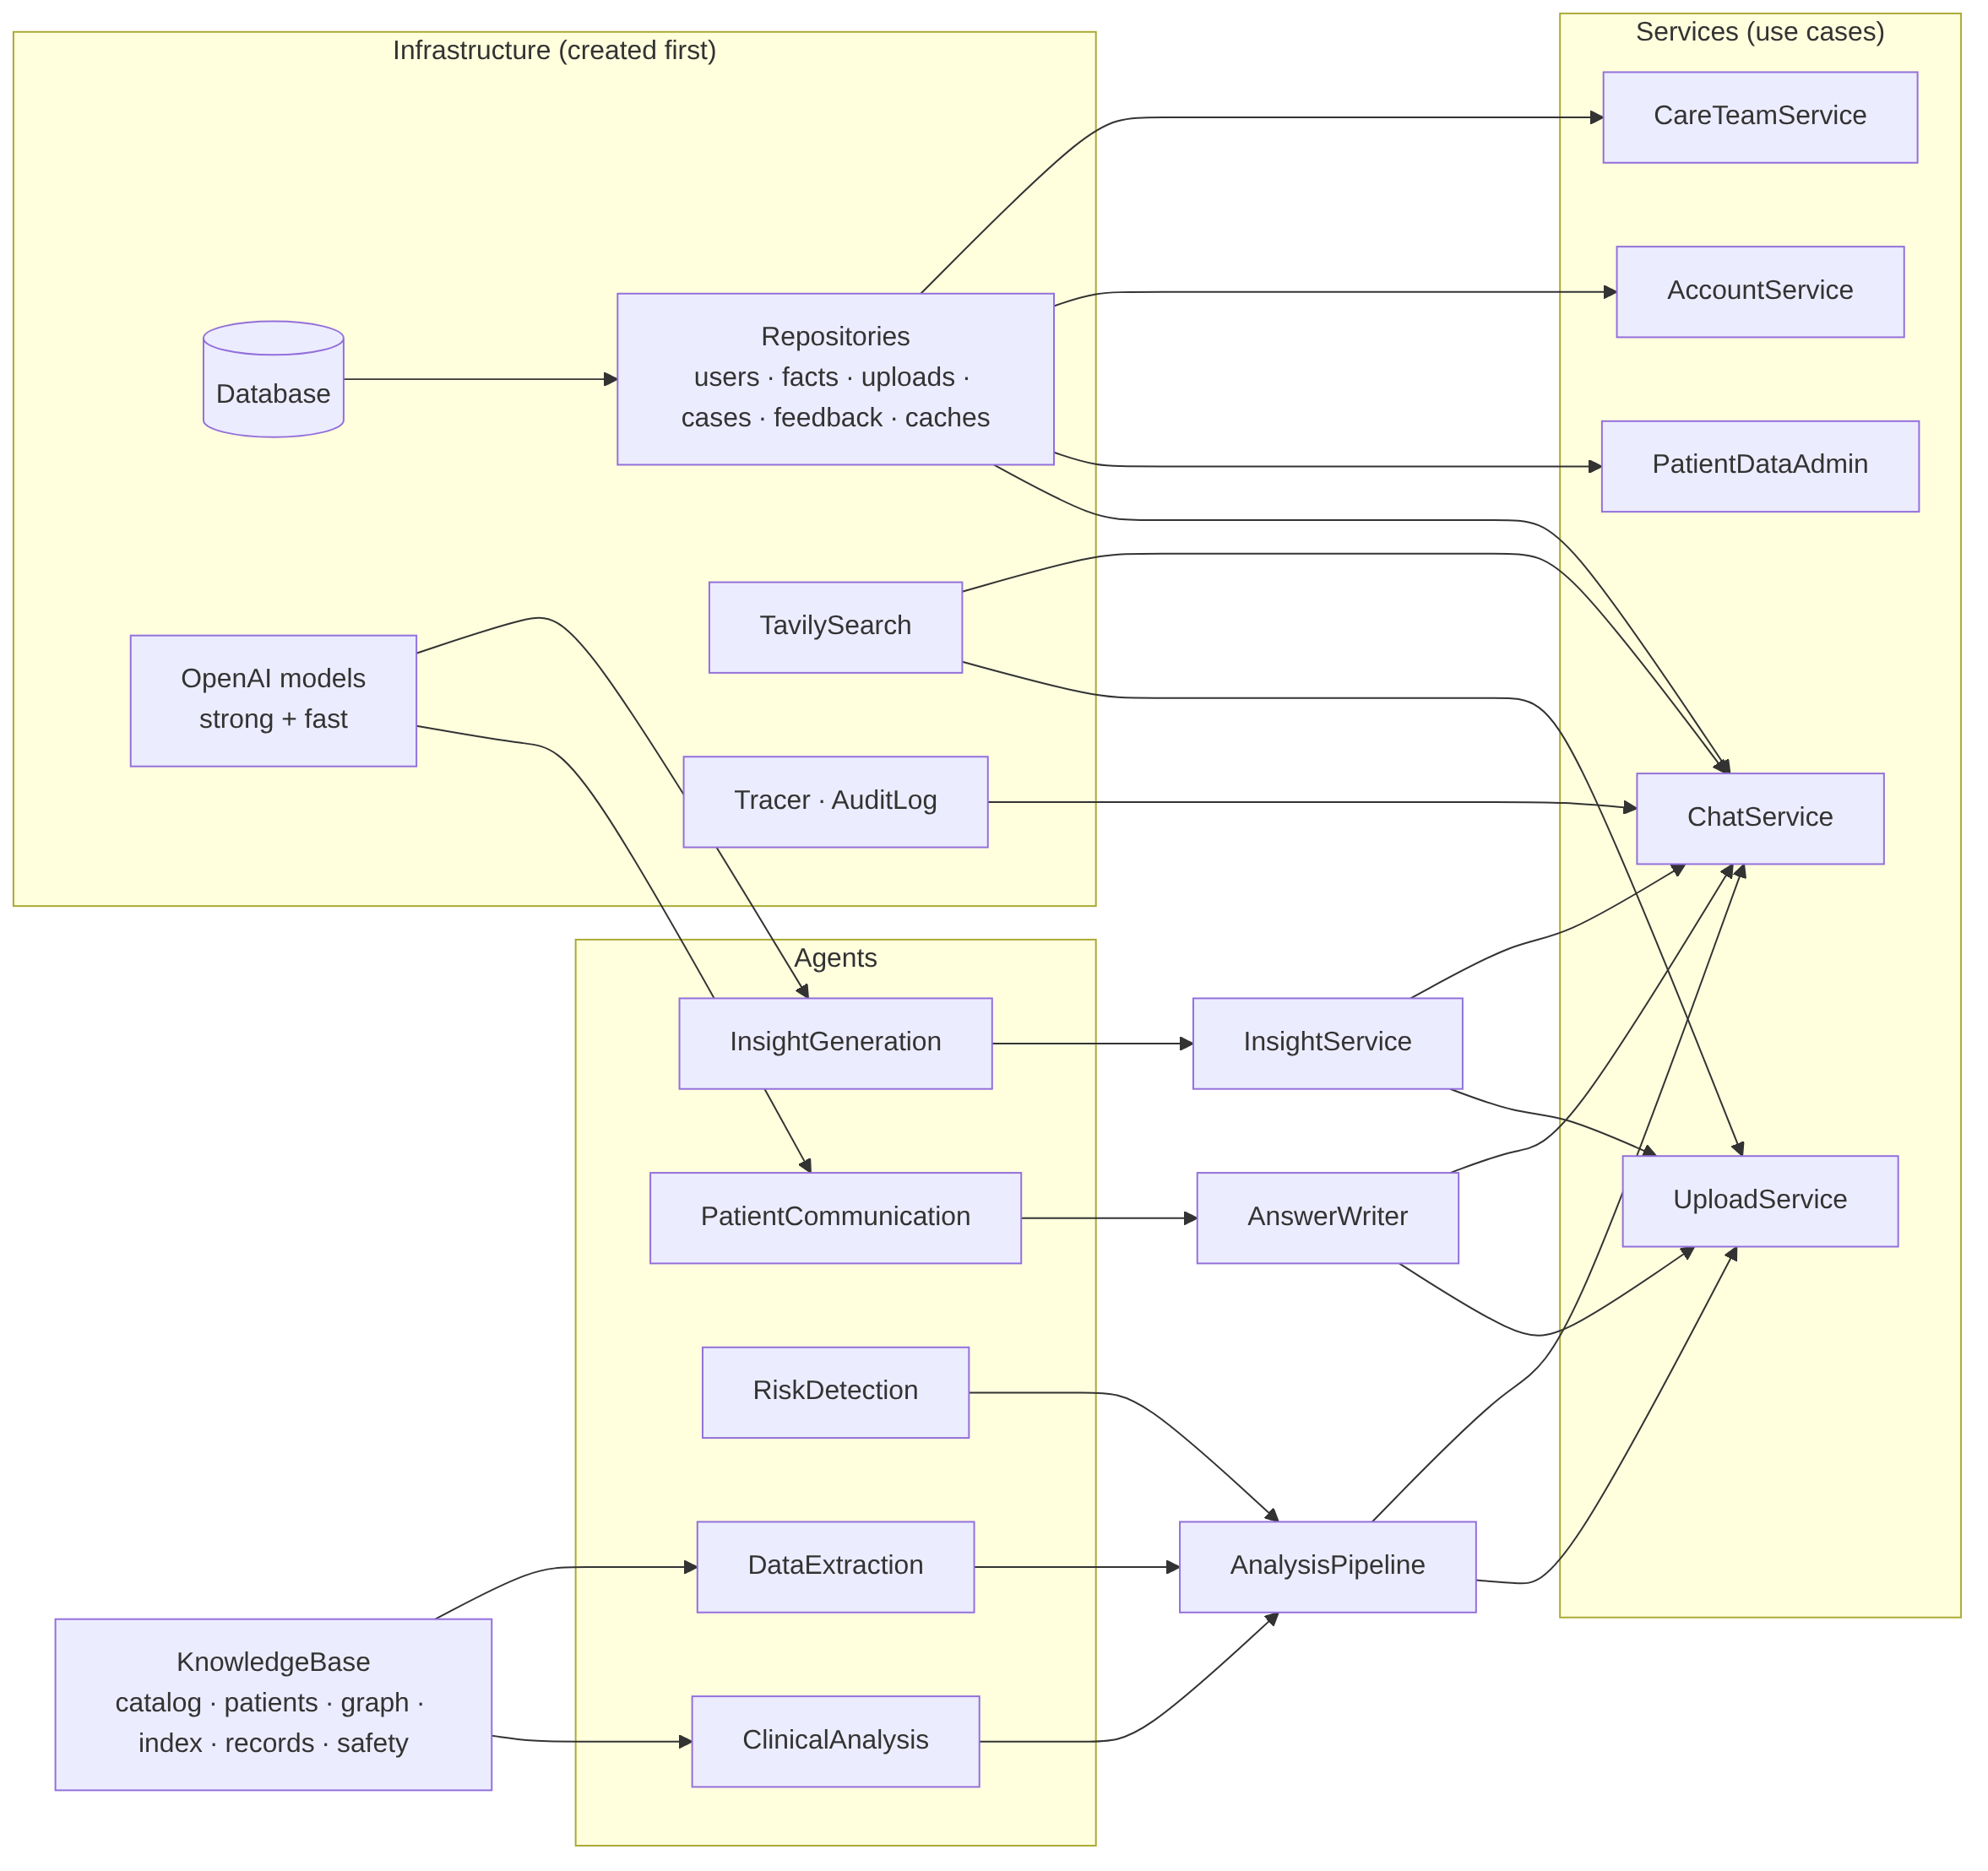 Infrastructure (created first)
Database
Repositories
users · facts · uploads ·
cases · feedback · caches
TavilySearch
OpenAI models
strong + fast
Tracer · AuditLog
Services (use cases)
CareTeamService
AccountService
PatientDataAdmin
ChatService
UploadService
Agents
InsightGeneration
PatientCommunication
RiskDetection
DataExtraction
ClinicalAnalysis
InsightService
AnswerWriter
AnalysisPipeline
KnowledgeBase
catalog · patients · graph ·
index · records · safety